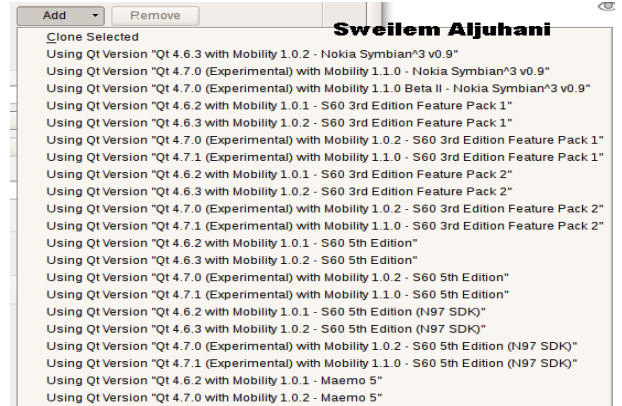 Add Remove
Sweilem Aljuhani
Clone Selected
Using Qt Version "Qt 4.6.3 with Mobility 1.0.2 - Nokia Symbian^3 v0.9"
Using Qt Version "Qt 4.7.0 (Experimental) with Mobility 1.1.0 - Nokia Symbian^3 v0.9"
Using Qt Version "Qt 4.7.0 (Experimental) with Mobility 1.1.0 Beta II - Nokia Symbian^3 v0.9"
Using Qt Version "Qt 4.6.2 with Mobility 1.0.1 - S60 3rd Edition Feature Pack 1"
Using Qt Version "Qt 4.6.3 with Mobility 1.0.2 - S60 3rd Edition Feature Pack 1"
Using Qt Version "Qt 4.7.0 (Experimental) with Mobility 1.0.2 - S60 3rd Edition Feature Pack 1"
Using Qt Version "Qt 4.7.1 (Experimental) with Mobility 1.1.0 - S60 3rd Edition Feature Pack 1"
Using Qt Version "Qt 4.6.2 with Mobility 1.0.1 - S60 3rd Edition Feature Pack 2"
Using Qt Version "Qt 4.6.3 with Mobility 1.0.2 - S60 3rd Edition Feature Pack 2"
Using Qt Version "Qt 4.7.0 (Experimental) with Mobility 1.0.2 - S60 3rd Edition Feature Pack 2"
Using Qt Version "Qt 4.7.1 (Experimental) with Mobility 1.1.0 - S60 3rd Edition Feature Pack 2"
Using Qt Version "Qt 4.6.2 with Mobility 1.0.1 - S60 5th Edition"
Using Qt Version "Qt 4.6.3 with Mobility 1.0.2 - S60 5th Edition"
Using Qt Version "Qt 4.7.0 (Experimental) with Mobility 1.0.2 - S60 5th Edition"
Using Qt Version "Qt 4.7.1 (Experimental) with Mobility 1.1.0 - S60 5th Edition"
Using Qt Version "Qt 4.6.2 with Mobility 1.0.1 - S60 5th Edition (N97 SDK)"
Using Qt Version "Qt 4.6.3 with Mobility 1.0.2 - S60 5th Edition (N97 SDK)"
Using Qt Version "Qt 4.7.0 (Experimental) with Mobility 1.0.2 - S60 5th Edition (N97 SDK)"
Using Qt Version "Qt 4.7.1 (Experimental) with Mobility 1.1.0 - S60 5th Edition (N97 SDK)"
Using Qt Version "Qt 4.6.2 with Mobility 1.0.1 - Maemo 5"
Using Qt Version "Qt 4.7.0 with Mobility 1.0.2 - Maemo 5"